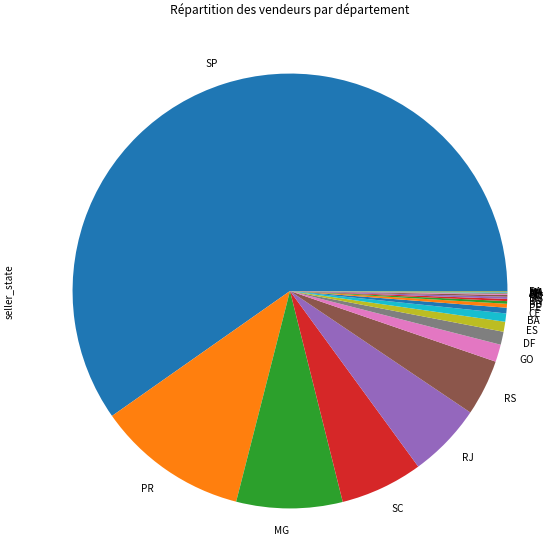 Répartition des vendeurs par département
SP
seller_state
BA
ES
DF
GO
RS
RJ
PR
SC
MG